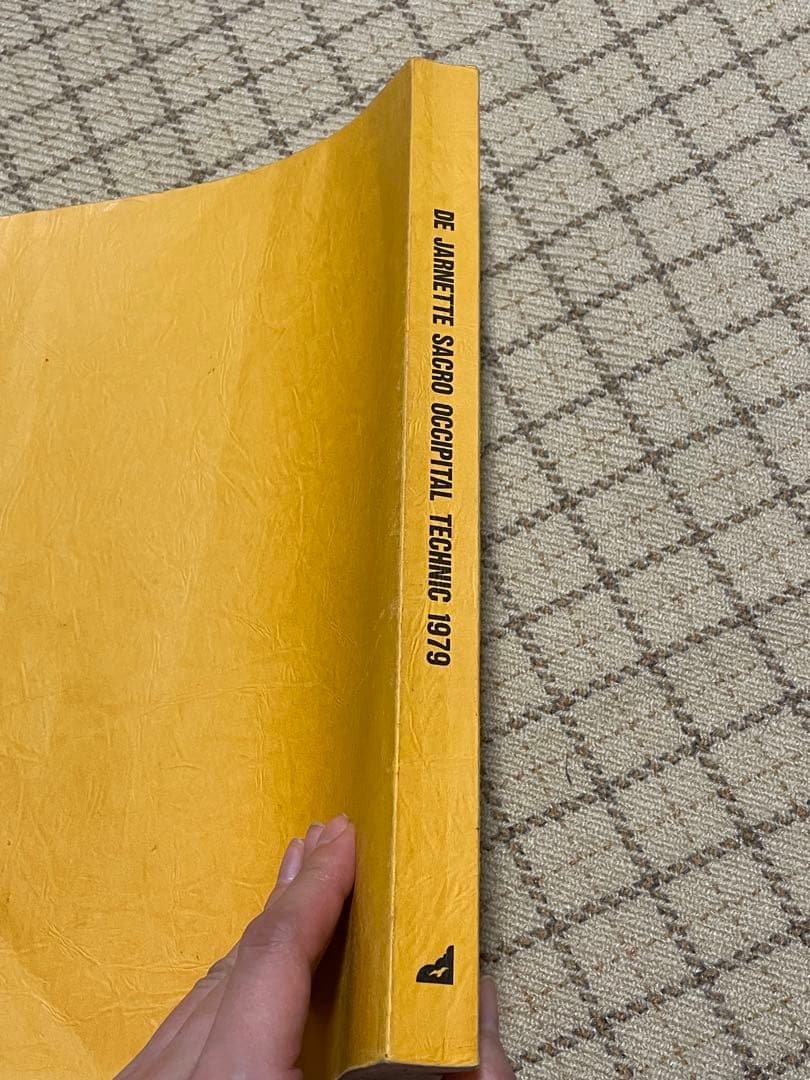 DE JARNETTE SACRO OCCIPITAL TECHNIC 1979